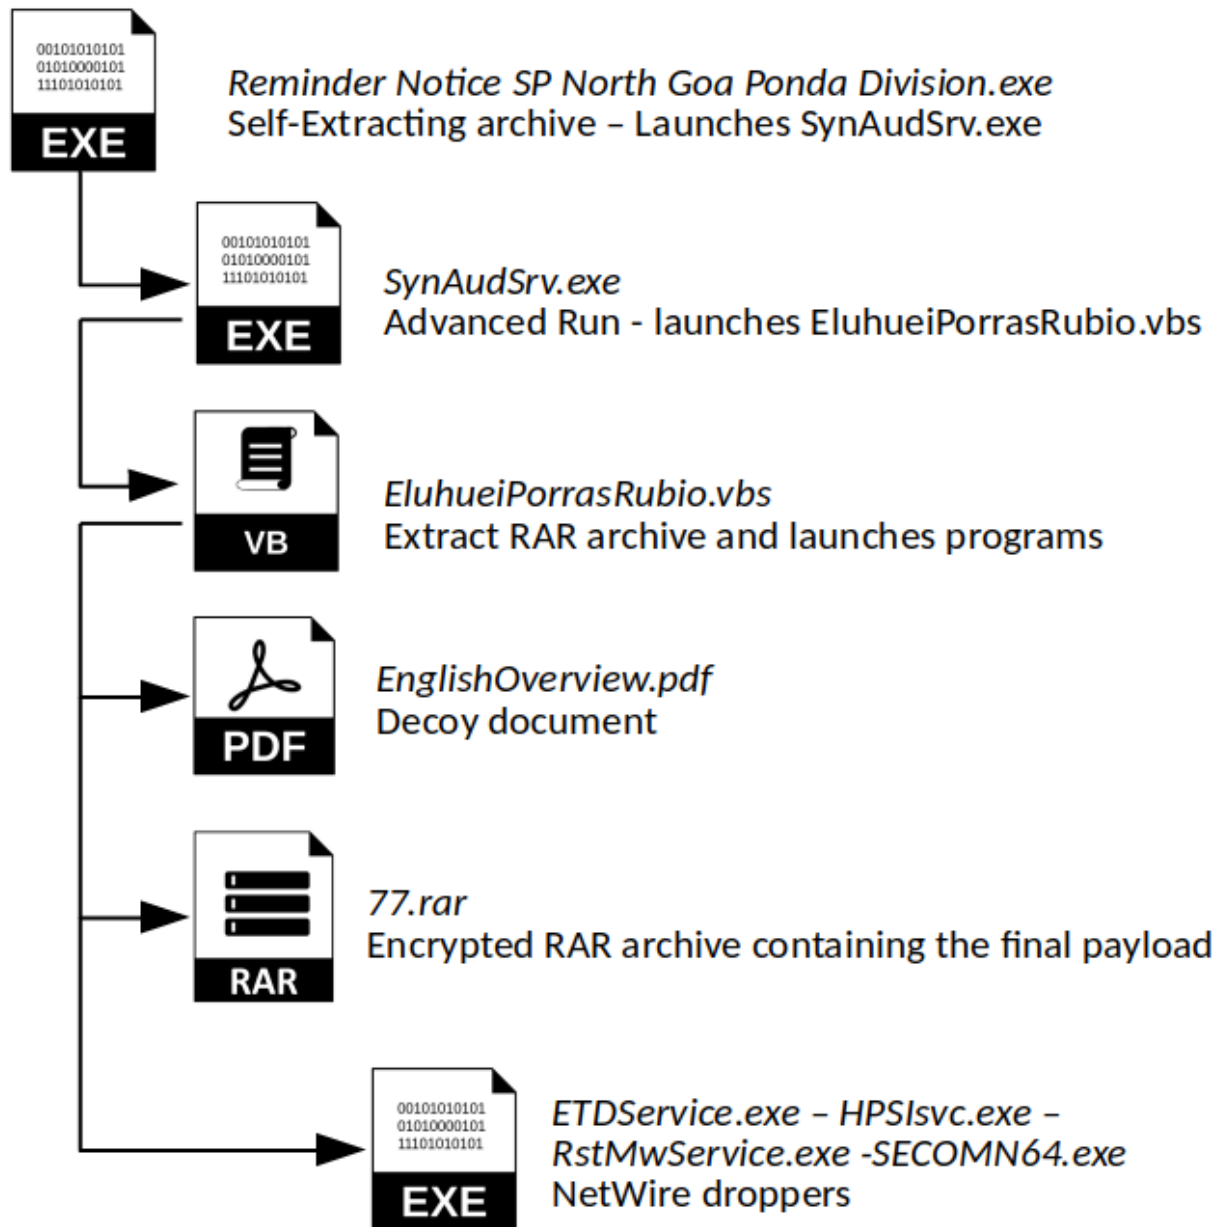 00101010101
01010000101
11101010101
EXE
Reminder Notice SP North Goa Ponda Division.exe
Self-Extracting archive – Launches SynAudSrv.exe
00101010101
01010000101
11101010101
EXE
SynAudSrv.exe
Advanced Run - launches EluhueiPorrasRubio.vbs
VB
EluhueiPorrasRubio.vbs
Extract RAR archive and launches programs
PDF
EnglishOverview.pdf
Decoy document
RAR
77.rar
Encrypted RAR archive containing the final payload
00101010101
01010000101
11101010101
EXE
ETDService.exe – HPSIsvc.exe –
RstMwService.exe -SECOMN64.exe
NetWire droppers